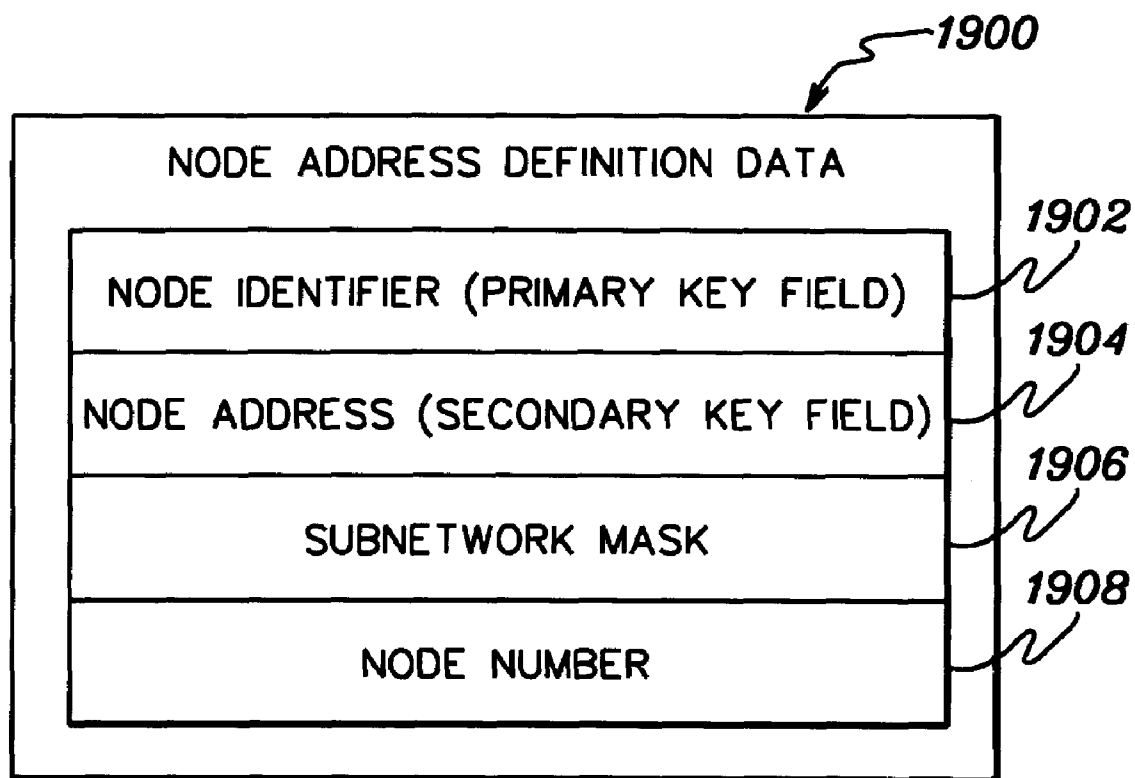 1900
NODE ADDRESS DEFINITION DATA
1902
NODE IDENTIFIER (PRIMARY KEY FIELD)
1904
NODE ADDRESS (SECONDARY KEY FIELD)
1906
SUBNETWORK MASK
1908
NODE NUMBER